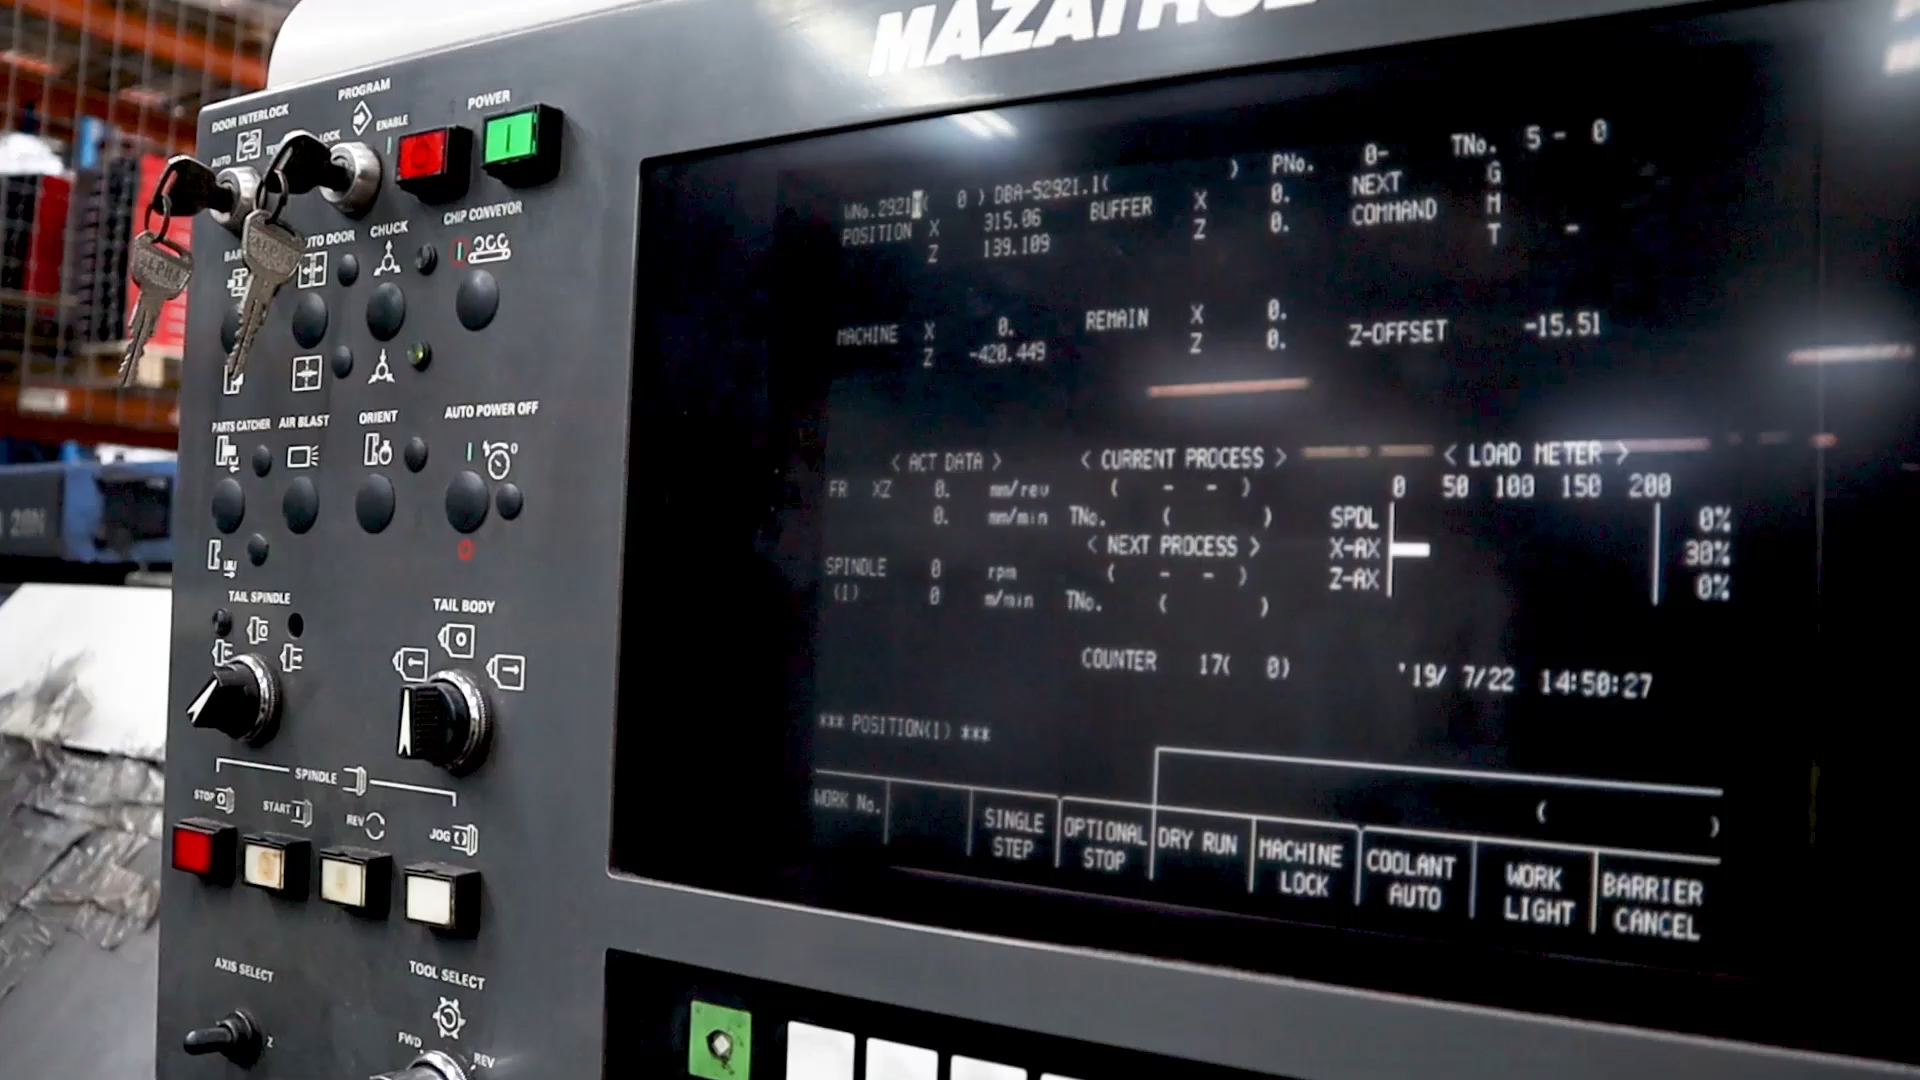 MAZATROL
DOOR INTERLOCK
PROGRAM
POWER
AUTO
LOCK
ENABLE
AUTO DOOR
CHUCK
CHIP CONVEYOR
PARTS CATCHER
AIR BLAST
ORIENT
AUTO POWER OFF
TAIL SPINDLE
TAIL BODY
SPINDLE
STOP
START
REV
JOG
AXIS SELECT
TOOL SELECT
Z
FWD
REV
ALPHA
28N
WNo. 2921 ( 0 ) DBA-S2921.1( ) PNo. 0- TNo. 5 - 0
POSITION X 315.06 BUFFER X 0. NEXT G
Z 139.109 Z 0. COMMAND M
T -
MACHINE X 0. REMAIN X 0. Z-OFFSET -15.51
Z -420.449 Z 0.
< ACT DATA > < CURRENT PROCESS > < LOAD METER >
FR XZ 0. mm/rev ( - - ) 0 50 100 150 200
0. mm/min TNo. ( ) SPDL 0%
< NEXT PROCESS > X-AX 30%
SPINDLE 0 rpm ( - - ) Z-AX 0%
(1) 0 m/min TNo. ( )
COUNTER 17( 0) '19/ 7/22 14:50:27
*** POSITION(1) ***
( )
WORK No. SINGLE STEP OPTIONAL STOP DRY RUN MACHINE LOCK COOLANT AUTO WORK LIGHT BARRIER CANCEL